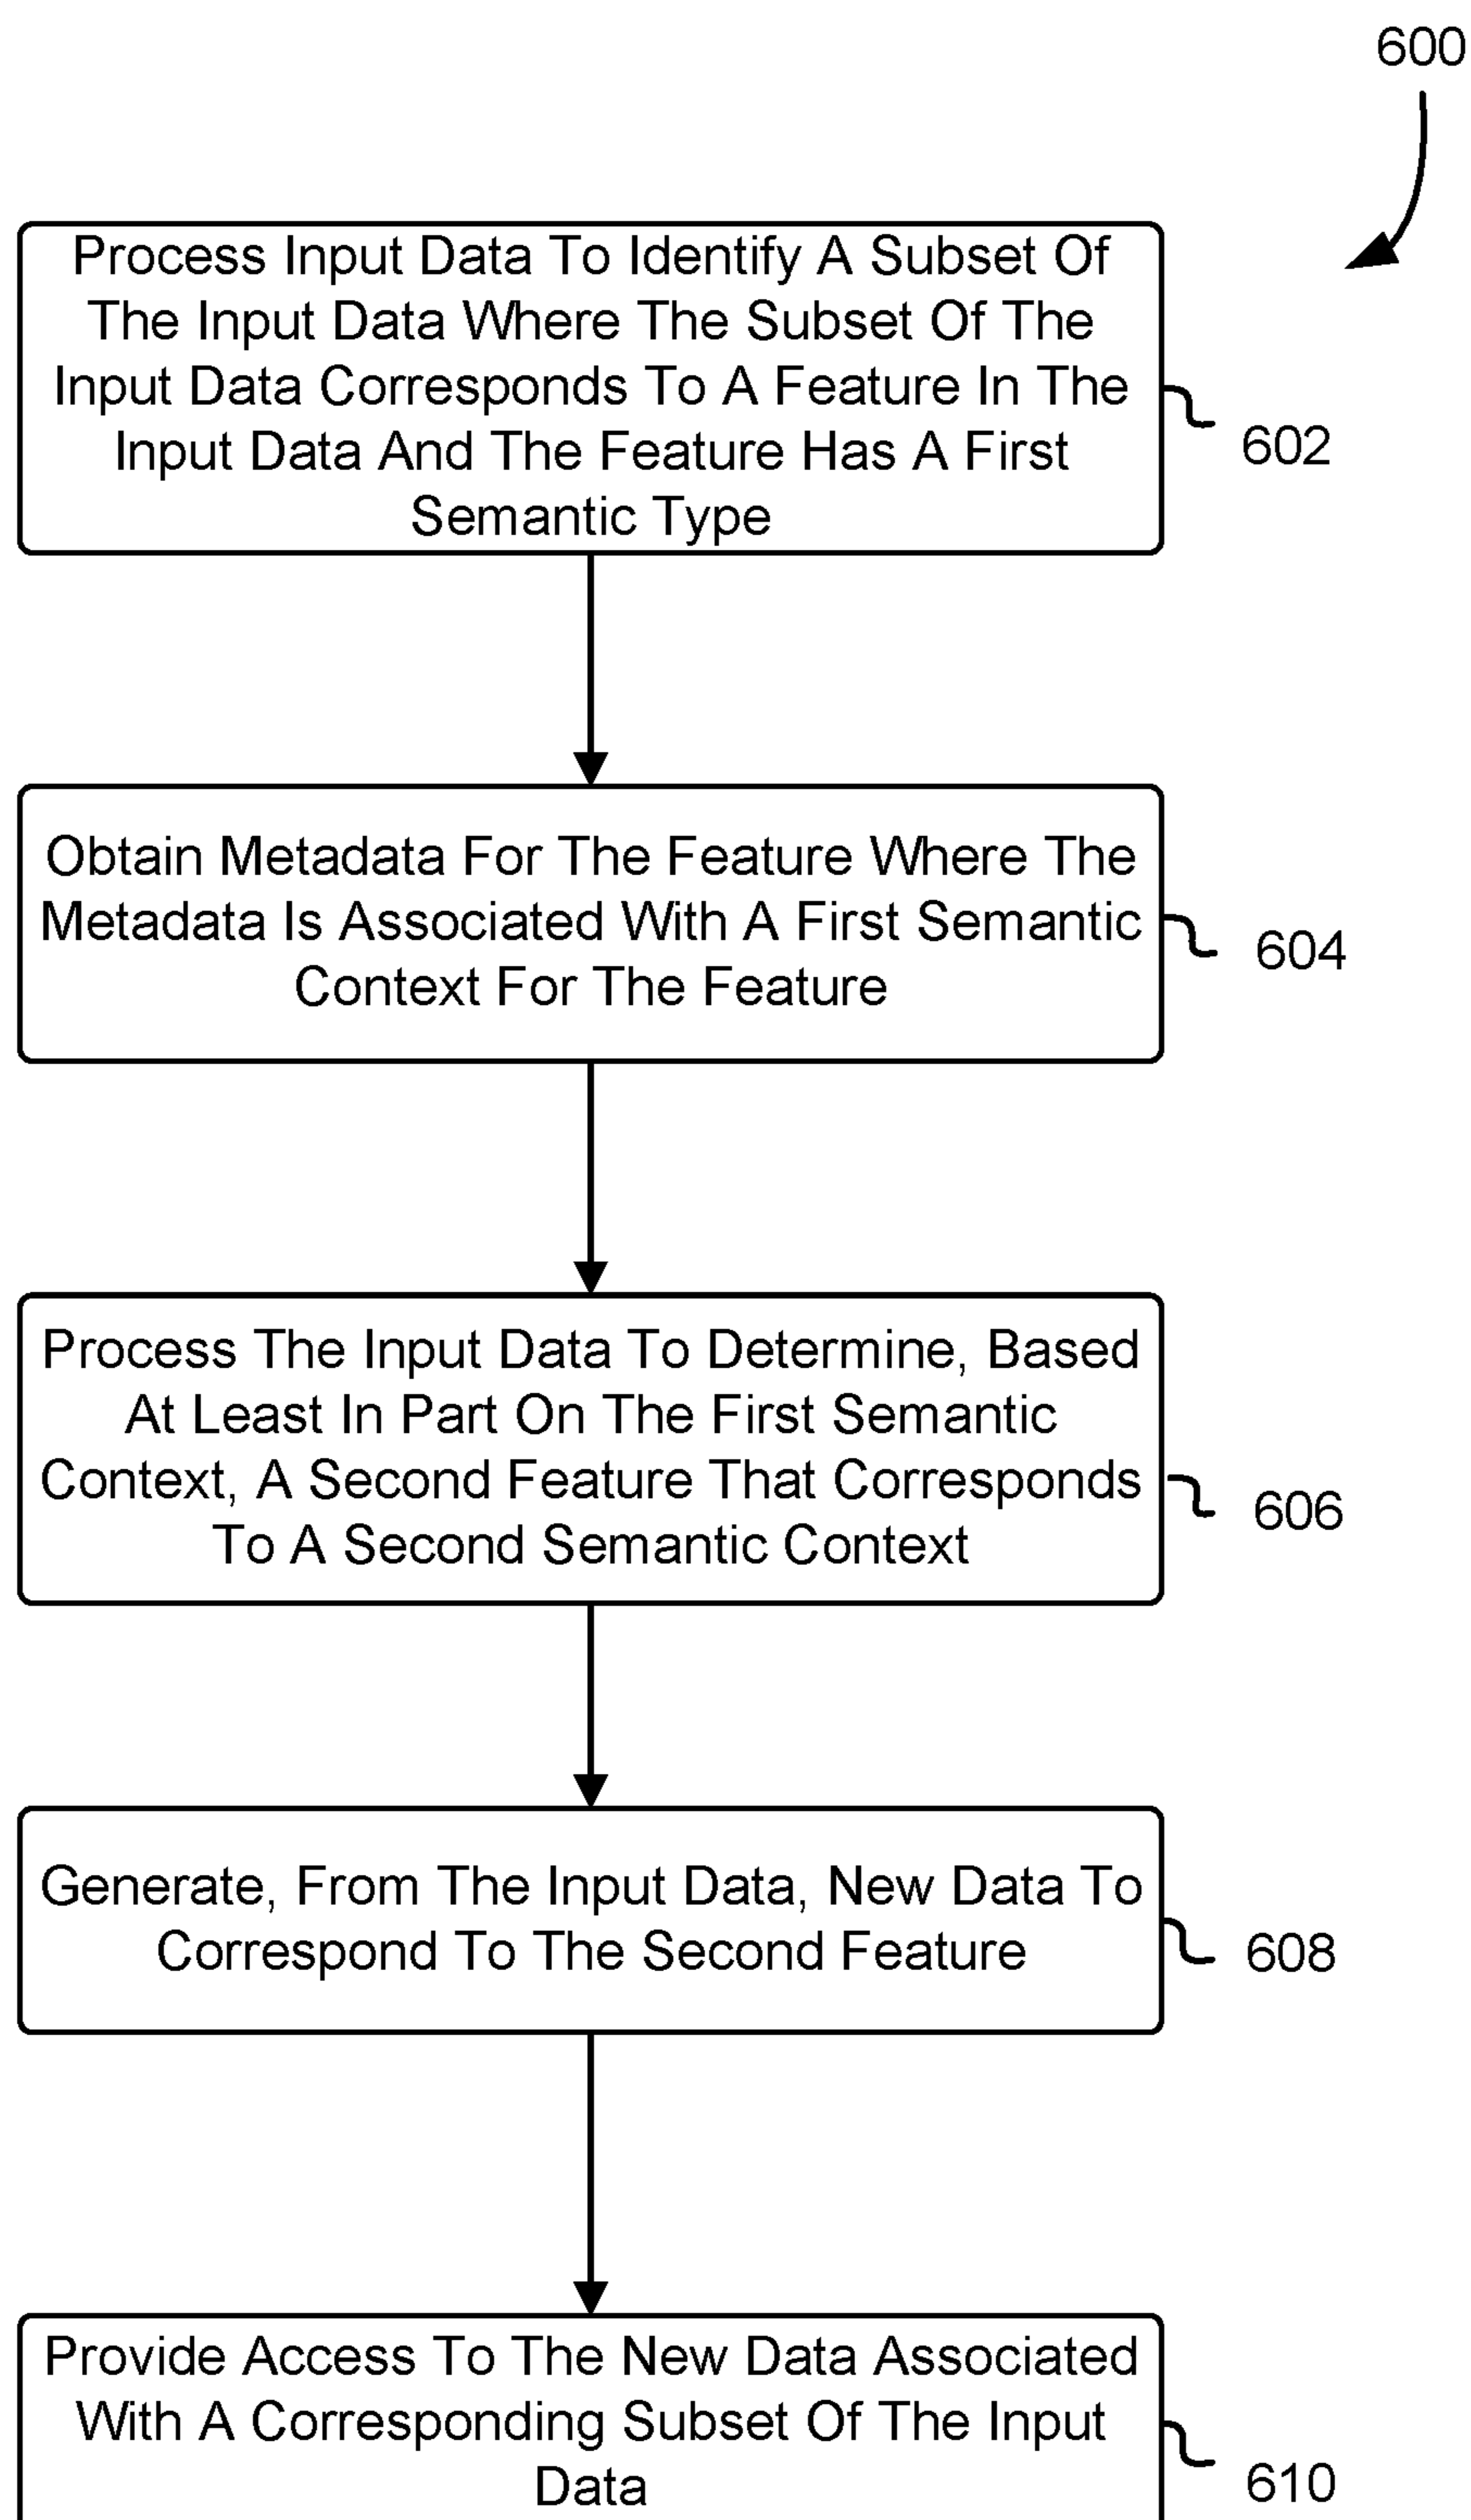 600
Process Input Data To Identify A Subset Of
The Input Data Where The Subset Of The
Input Data Corresponds To A Feature In The
Input Data And The Feature Has A First
Semantic Type
602
Obtain Metadata For The Feature Where The
Metadata Is Associated With A First Semantic
Context For The Feature
604
Process The Input Data To Determine, Based
At Least In Part On The First Semantic
Context, A Second Feature That Corresponds
To A Second Semantic Context
606
Generate, From The Input Data, New Data To
Correspond To The Second Feature
608
Provide Access To The New Data Associated
With A Corresponding Subset Of The Input
Data
610